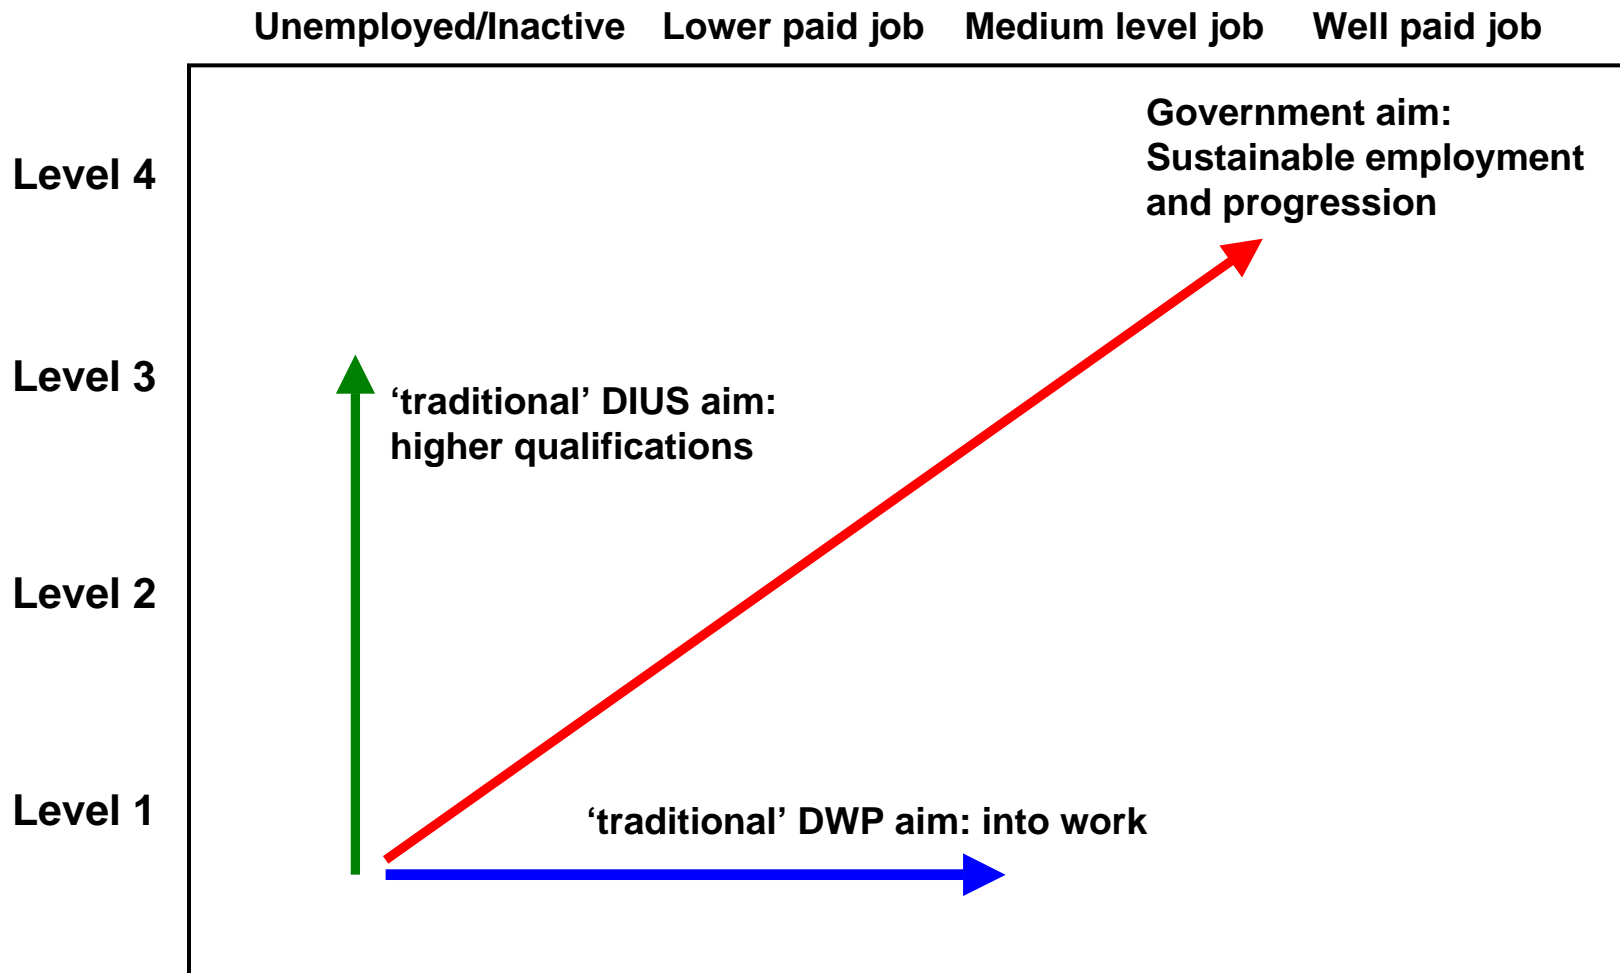 Unemployed/Inactive Lower paid job Medium level job Well paid job
Government aim:
Sustainable employment
and progression
Level 4
Level 3
‘traditional’ DIUS aim:
higher qualifications
Level 2
Level 1
‘traditional’ DWP aim: into work